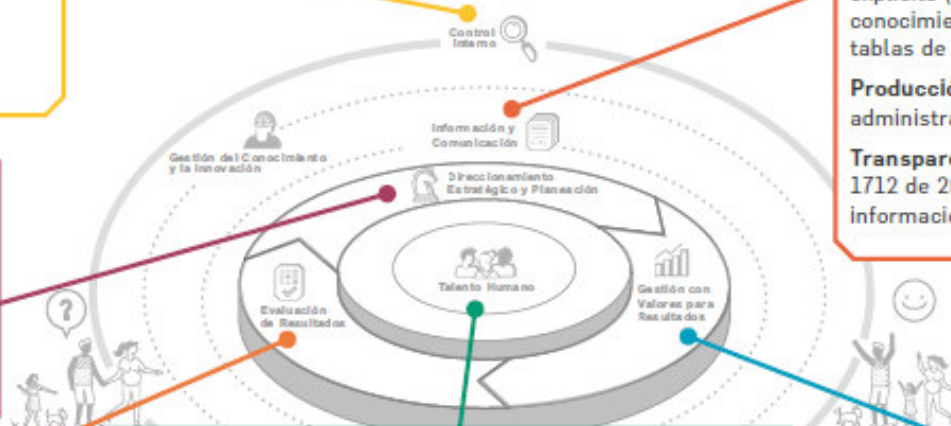 Control
Interno
conocimie
tablas de
Producció
administra
Transpare
1712 de 2
informació
Información y
Comunicación
Gestión del Conocimiento
y la Innovación
Direccionamiento
Estratégico y Planeación
Talento Humano
Gestión con
Valores para
Resultados
Evaluación
de Resultados
?